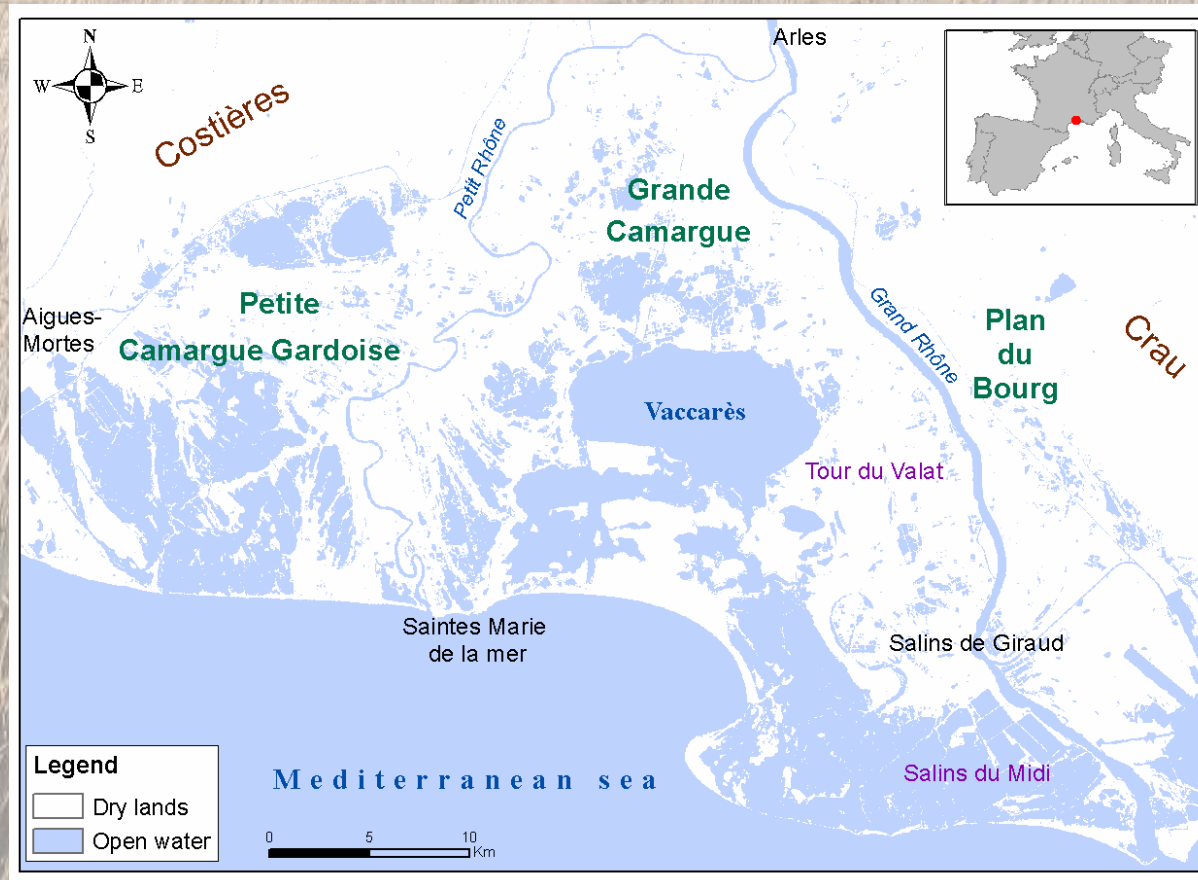 N
W E
S
Arles
Costières
Petit Rhône
Grande
Camargue
Grand Rhône
Aigues-
Mortes
Petite
Camargue Gardoise
Plan
du
Bourg
Crau
Vaccarès
Tour du Valat
Saintes Marie
de la mer
Salins de Giraud
Salins du Midi
Mediterranean sea
Legend
Dry lands
Open water
0 5 10
Km